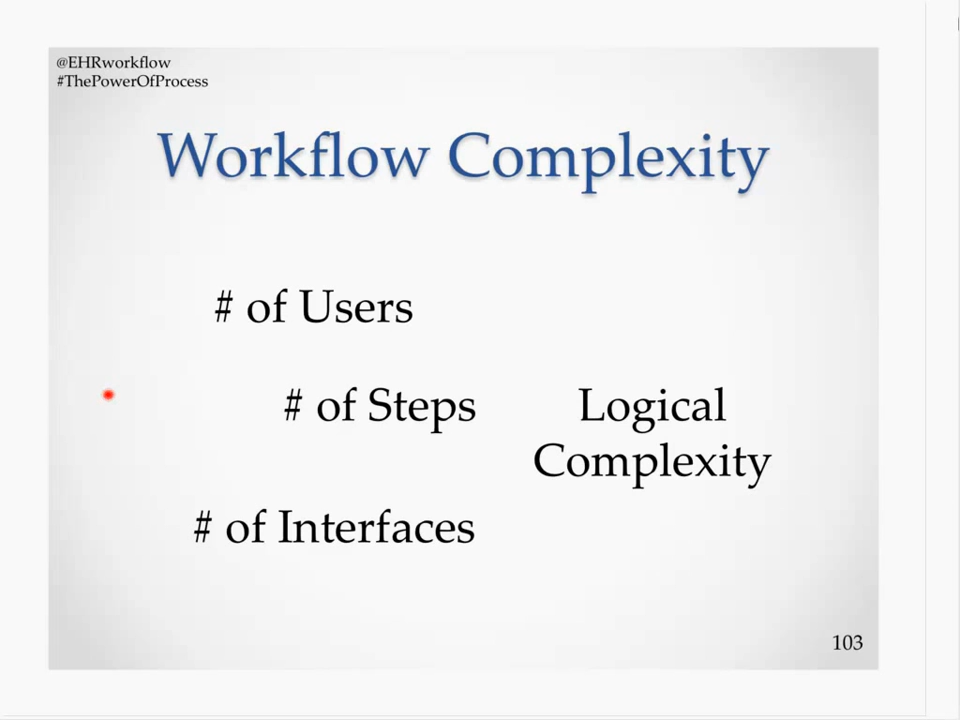 @EHRworkflow
#ThePowerOfProcess
Workflow Complexity
# of Users
# of Steps
Logical
Complexity
# of Interfaces
103